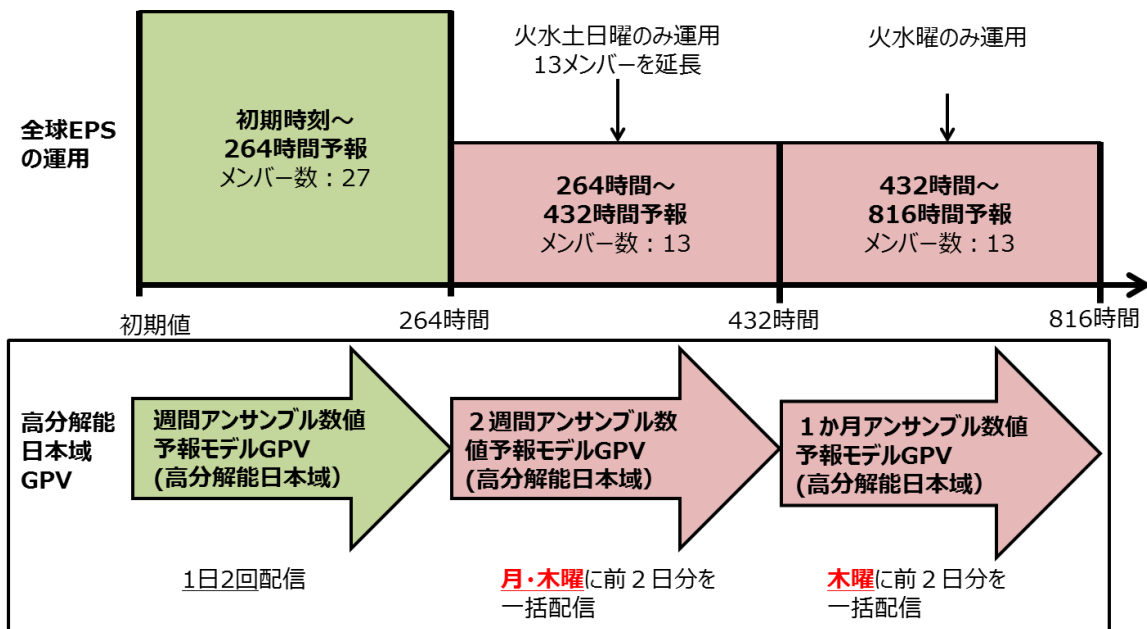 火水土日曜のみ運用
13メンバーを延長
火水曜のみ運用
全球EPS
の運用
初期時刻～
264時間予報
メンバー数：27
264時間～
432時間予報
メンバー数：13
432時間～
816時間予報
メンバー数：13
初期値
264時間
432時間
816時間
高分解能
日本域
GPV
週間アンサンブル数値
予報モデルGPV
(高分解能日本域）
２週間アンサンブル数
値予報モデルGPV
(高分解能日本域）
１か月アンサンブル数値
予報モデルGPV
(高分解能日本域）
1日2回配信
月・木曜に前２日分を
一括配信
木曜に前２日分を
一括配信